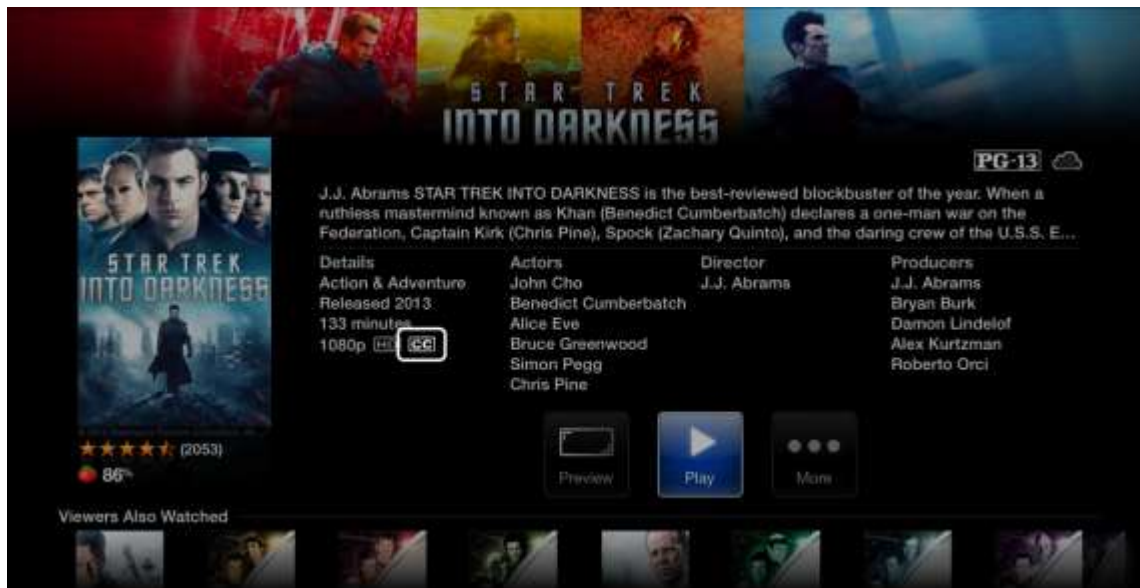 STAR TREK
INTO DARKNESS
PG-13
J.J. Abrams STAR TREK INTO DARKNESS is the best-reviewed blockbuster of the year. When a
ruthless mastermind known as Khan (Benedict Cumberbatch) declares a one-man war on the
Federation, Captain Kirk (Chris Pine), Spock (Zachary Quinto), and the daring crew of the U.S.S. E...
STAR TREK
INTO DARKNESS
Details
Action & Adventure
Released 2013
133 minutes
1080p HD CC
Actors
John Cho
Benedict Cumberbatch
Alice Eve
Bruce Greenwood
Simon Pegg
Chris Pine
Director
J.J. Abrams
Producers
J.J. Abrams
Bryan Burk
Damon Lindelof
Alex Kurtzman
Roberto Orci
(2053)
86%
Preview
Play
More
Viewers Also Watched